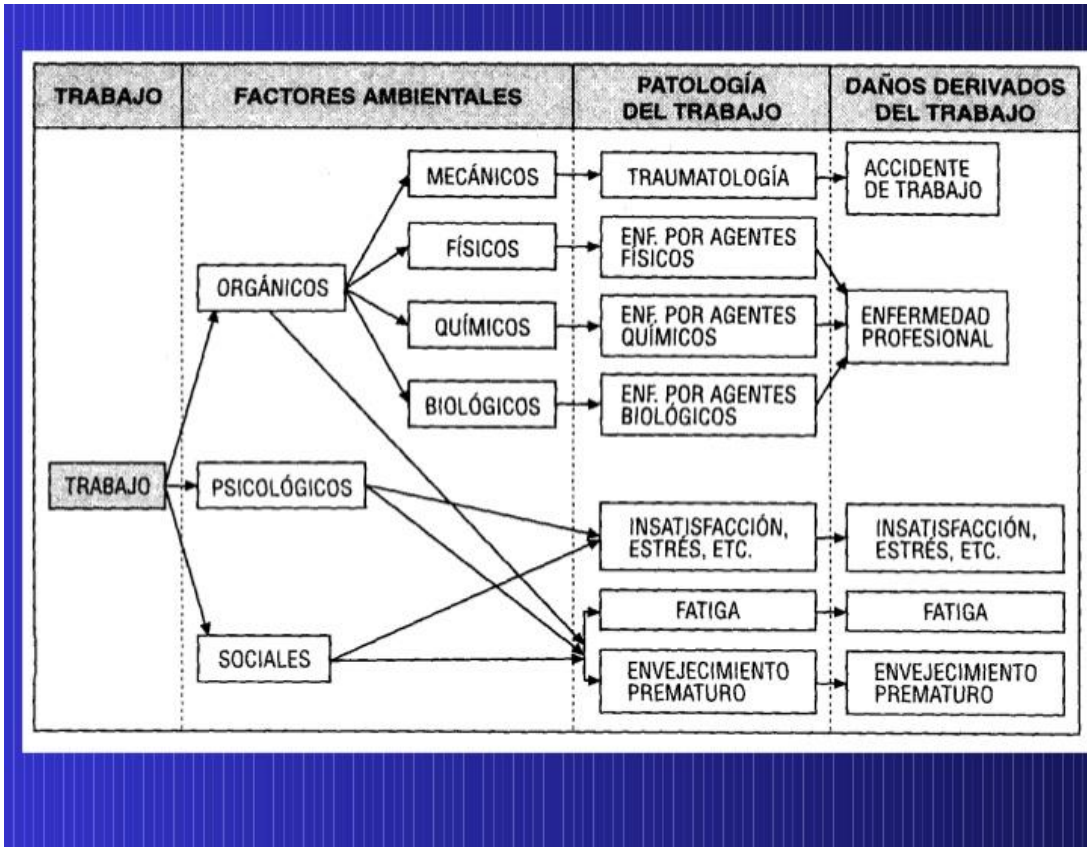 TRABAJO
FACTORES AMBIENTALES
PATOLOGÍA
DEL TRABAJO
DAÑOS DERIVADOS
DEL TRABAJO
MECÁNICOS
TRAUMATOLOGÍA
ACCIDENTE
DE TRABAJO
FÍSICOS
ENF. POR AGENTES
FÍSICOS
ORGÁNICOS
QUÍMICOS
ENF. POR AGENTES
QUÍMICOS
ENFERMEDAD
PROFESIONAL
BIOLÓGICOS
ENF. POR AGENTES
BIOLÓGICOS
TRABAJO
PSICOLÓGICOS
INSATISFACCIÓN,
ESTRÉS, ETC.
INSATISFACCIÓN,
ESTRÉS, ETC.
FATIGA
FATIGA
SOCIALES
ENVEJECIMIENTO
PREMATURO
ENVEJECIMIENTO
PREMATURO